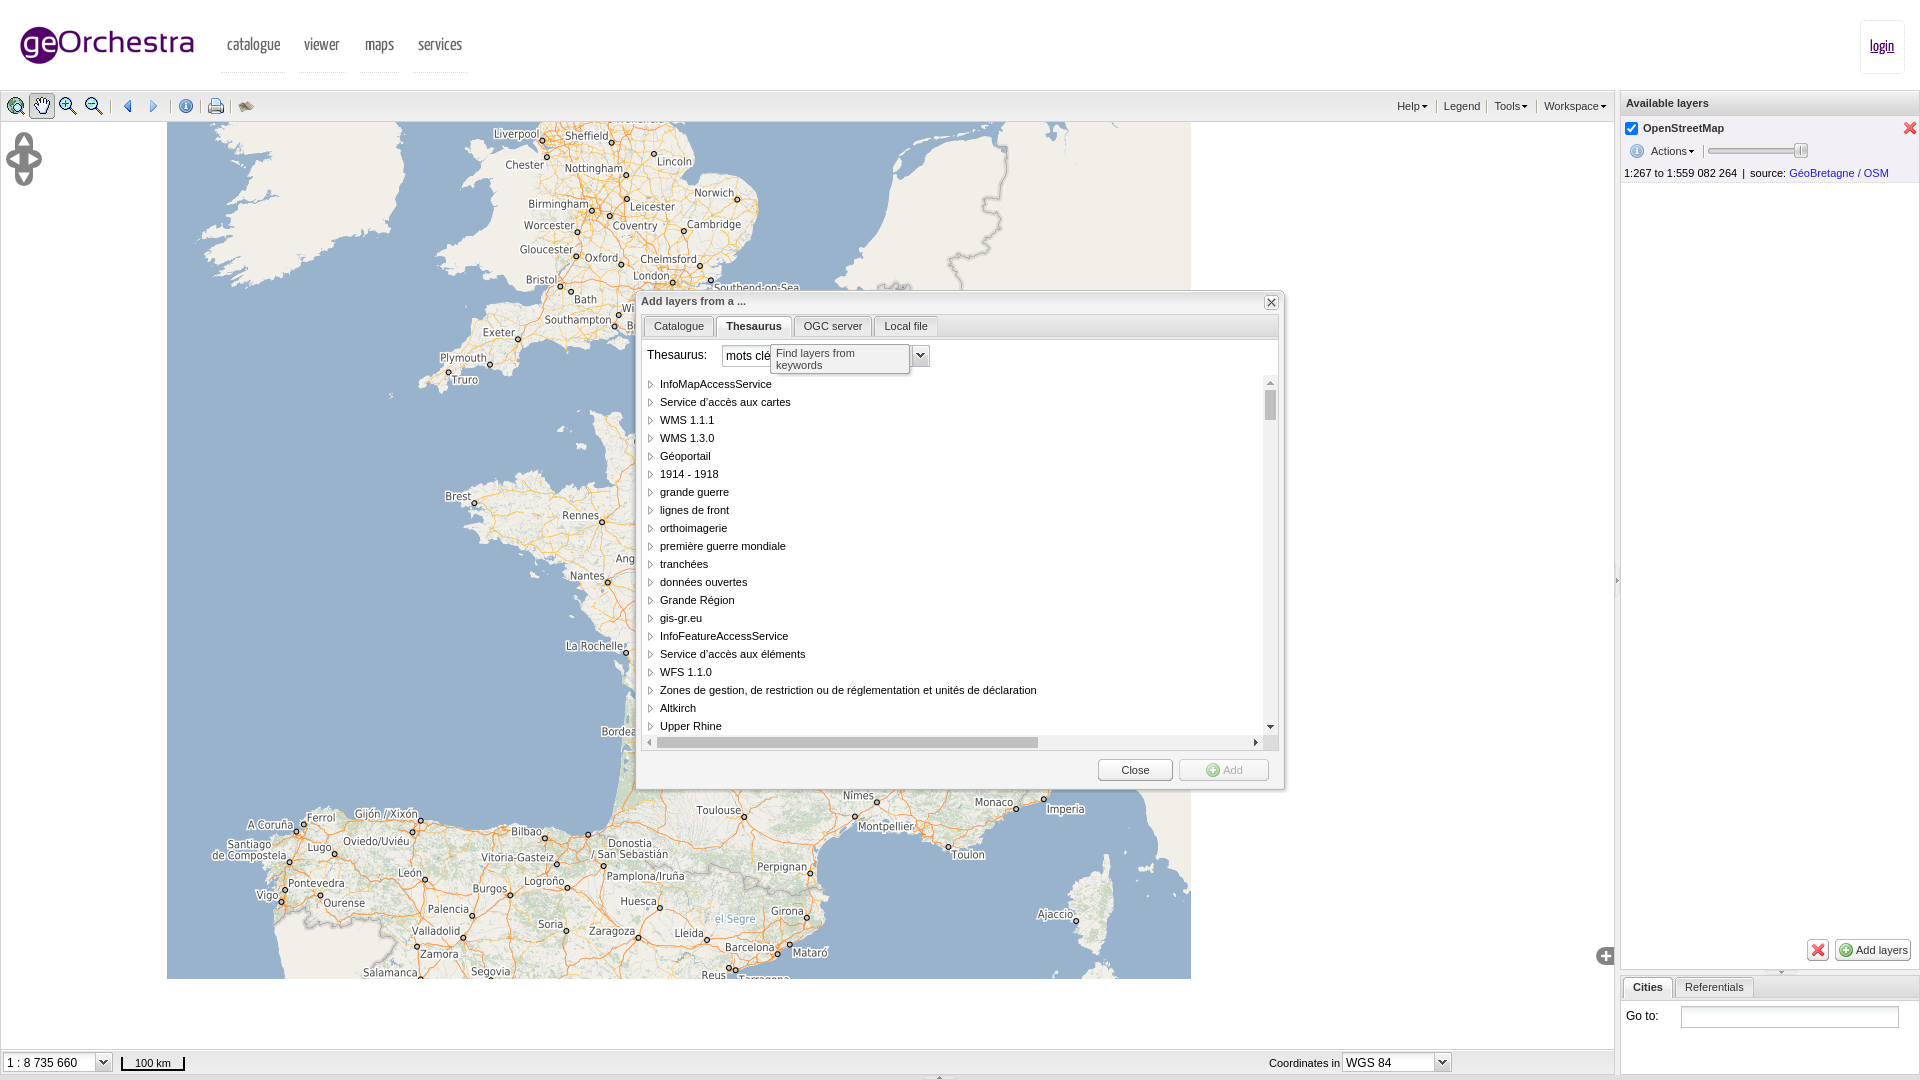 geOrchestra
catalogue
viewer
maps
services
login
Help
Legend
Tools
Workspace
Available layers
OpenStreetMap
Actions
1:267 to 1:559 082 264 | source: GéoBretagne / OSM
Liverpool
Sheffield
Chester
Lincoln
Nottingham
Norwich
Birmingham
Leicester
Worcester
Coventry
Cambridge
Gloucester
Oxford
Chelmsford
London
Bristol
Southend-on-Sea
Bath
Southampton
Exeter
Plymouth
Truro
Brest
Rennes
Ang
Nantes
La Rochelle
Bordea
Add layers from a ...
Catalogue
Thesaurus
OGC server
Local file
Thesaurus:
mots clé
Find layers from
keywords
InfoMapAccessService
Service d'accès aux cartes
WMS 1.1.1
WMS 1.3.0
Géoportail
1914 - 1918
grande guerre
lignes de front
orthoimagerie
première guerre mondiale
tranchées
données ouvertes
Grande Région
gis-gr.eu
InfoFeatureAccessService
Service d'accès aux éléments
WFS 1.1.0
Zones de gestion, de restriction ou de réglementation et unités de déclaration
Altkirch
Upper Rhine
Close
Add
Nîmes
Monaco
Imperia
Toulouse
Montpellier
Toulon
A Coruña
Ferrol
Gijón /Xixón
Bilbao
Donostia
/ San Sebastián
Santiago
de Compostela
Lugo
Oviedo/Uviéu
Vitoria-Gasteiz
Perpignan
Pamplona/Iruña
León
Logroño
Pontevedra
Burgos
Vigo
Ourense
Huesca
Palencia
Girona
el Segre
Ajaccio
Soria
Valladolid
Zaragoza
Lleida
Barcelona
Mataró
Zamora
Salamanca
Segovia
Reus
Tarragona
Add layers
Cities
Referentials
Go to:
1 : 8 735 660
100 km
Coordinates in
WGS 84